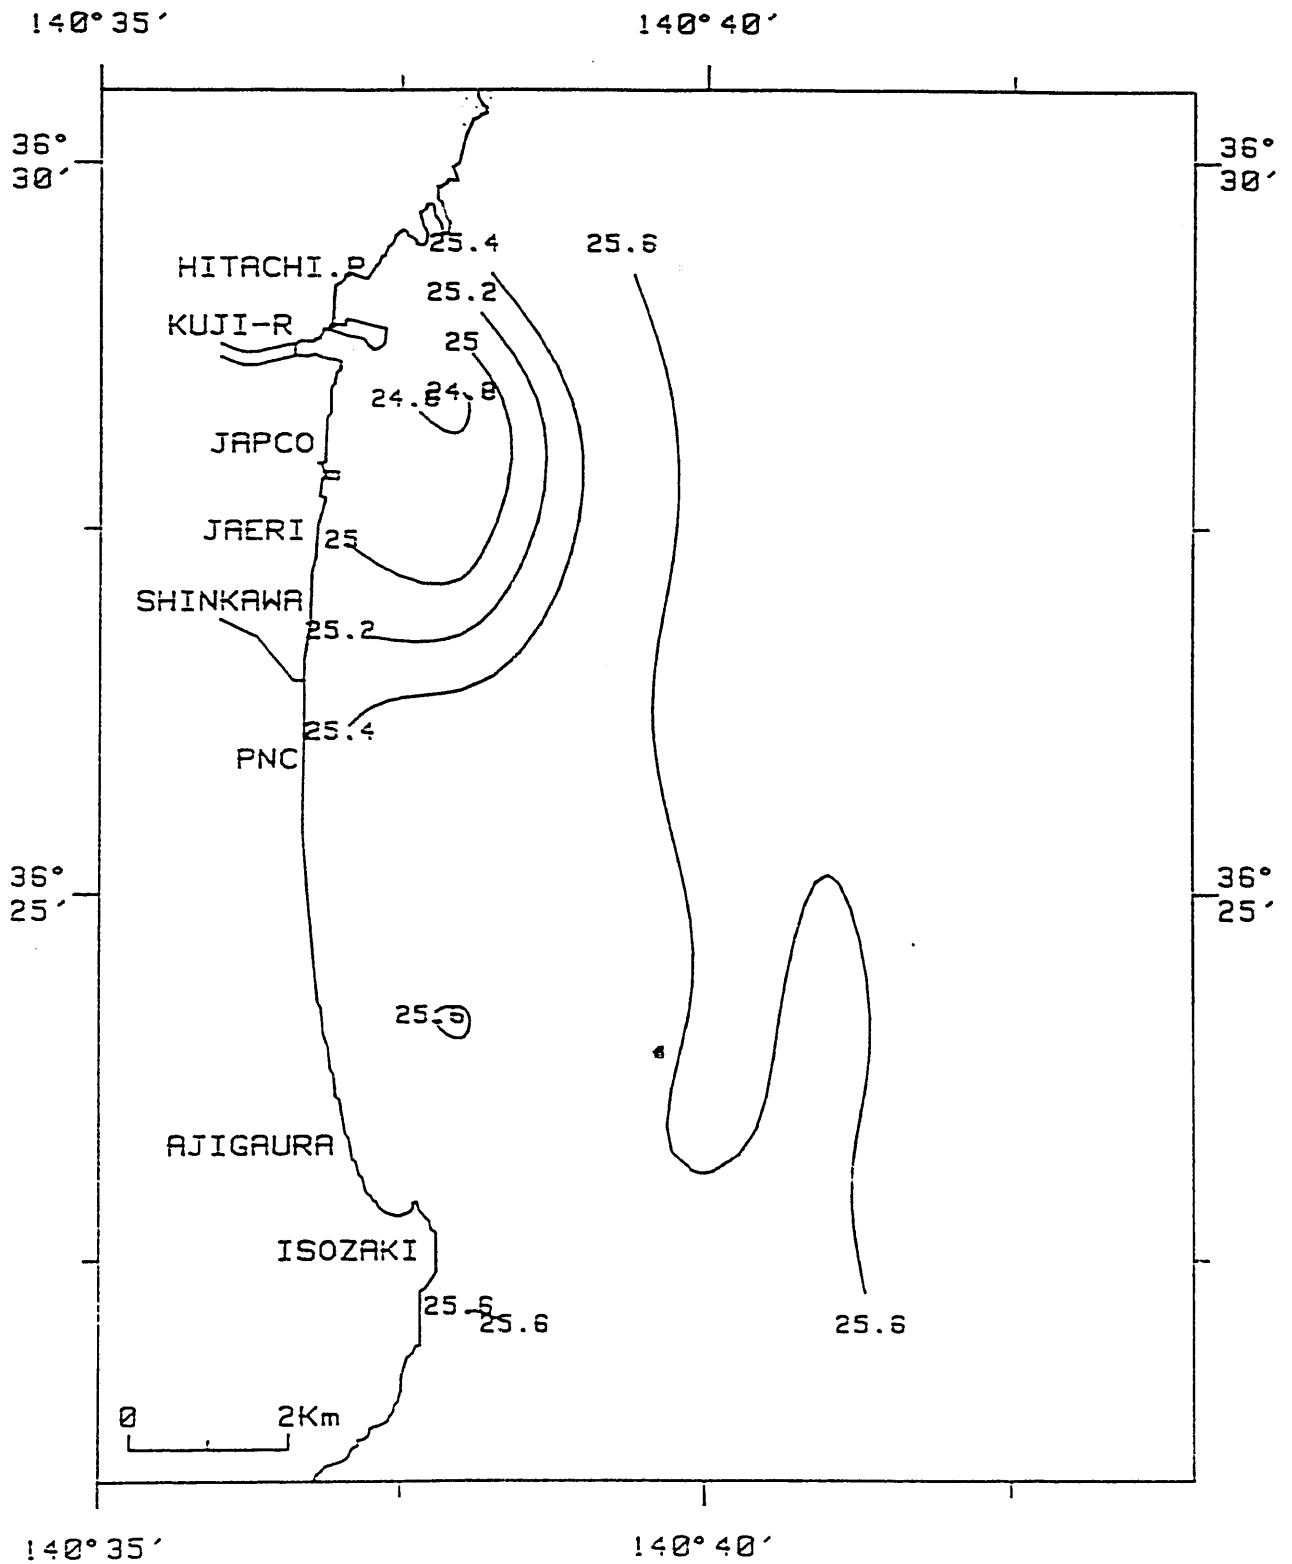 140°35′ 140°40′
36° 36°
30′ 30′
25.4 25.6
HITACHI.P
25.2
KUJI-R
25
24.8 24.8
JAPCO
JAERI 25
SHINKAWA
25.2
25.4
PNC
36° 36°
25′ 25′
25.6
AJIGAURA
ISOZAKI
25.6
25.6 25.6
0 2Km
140°35′ 140°40′